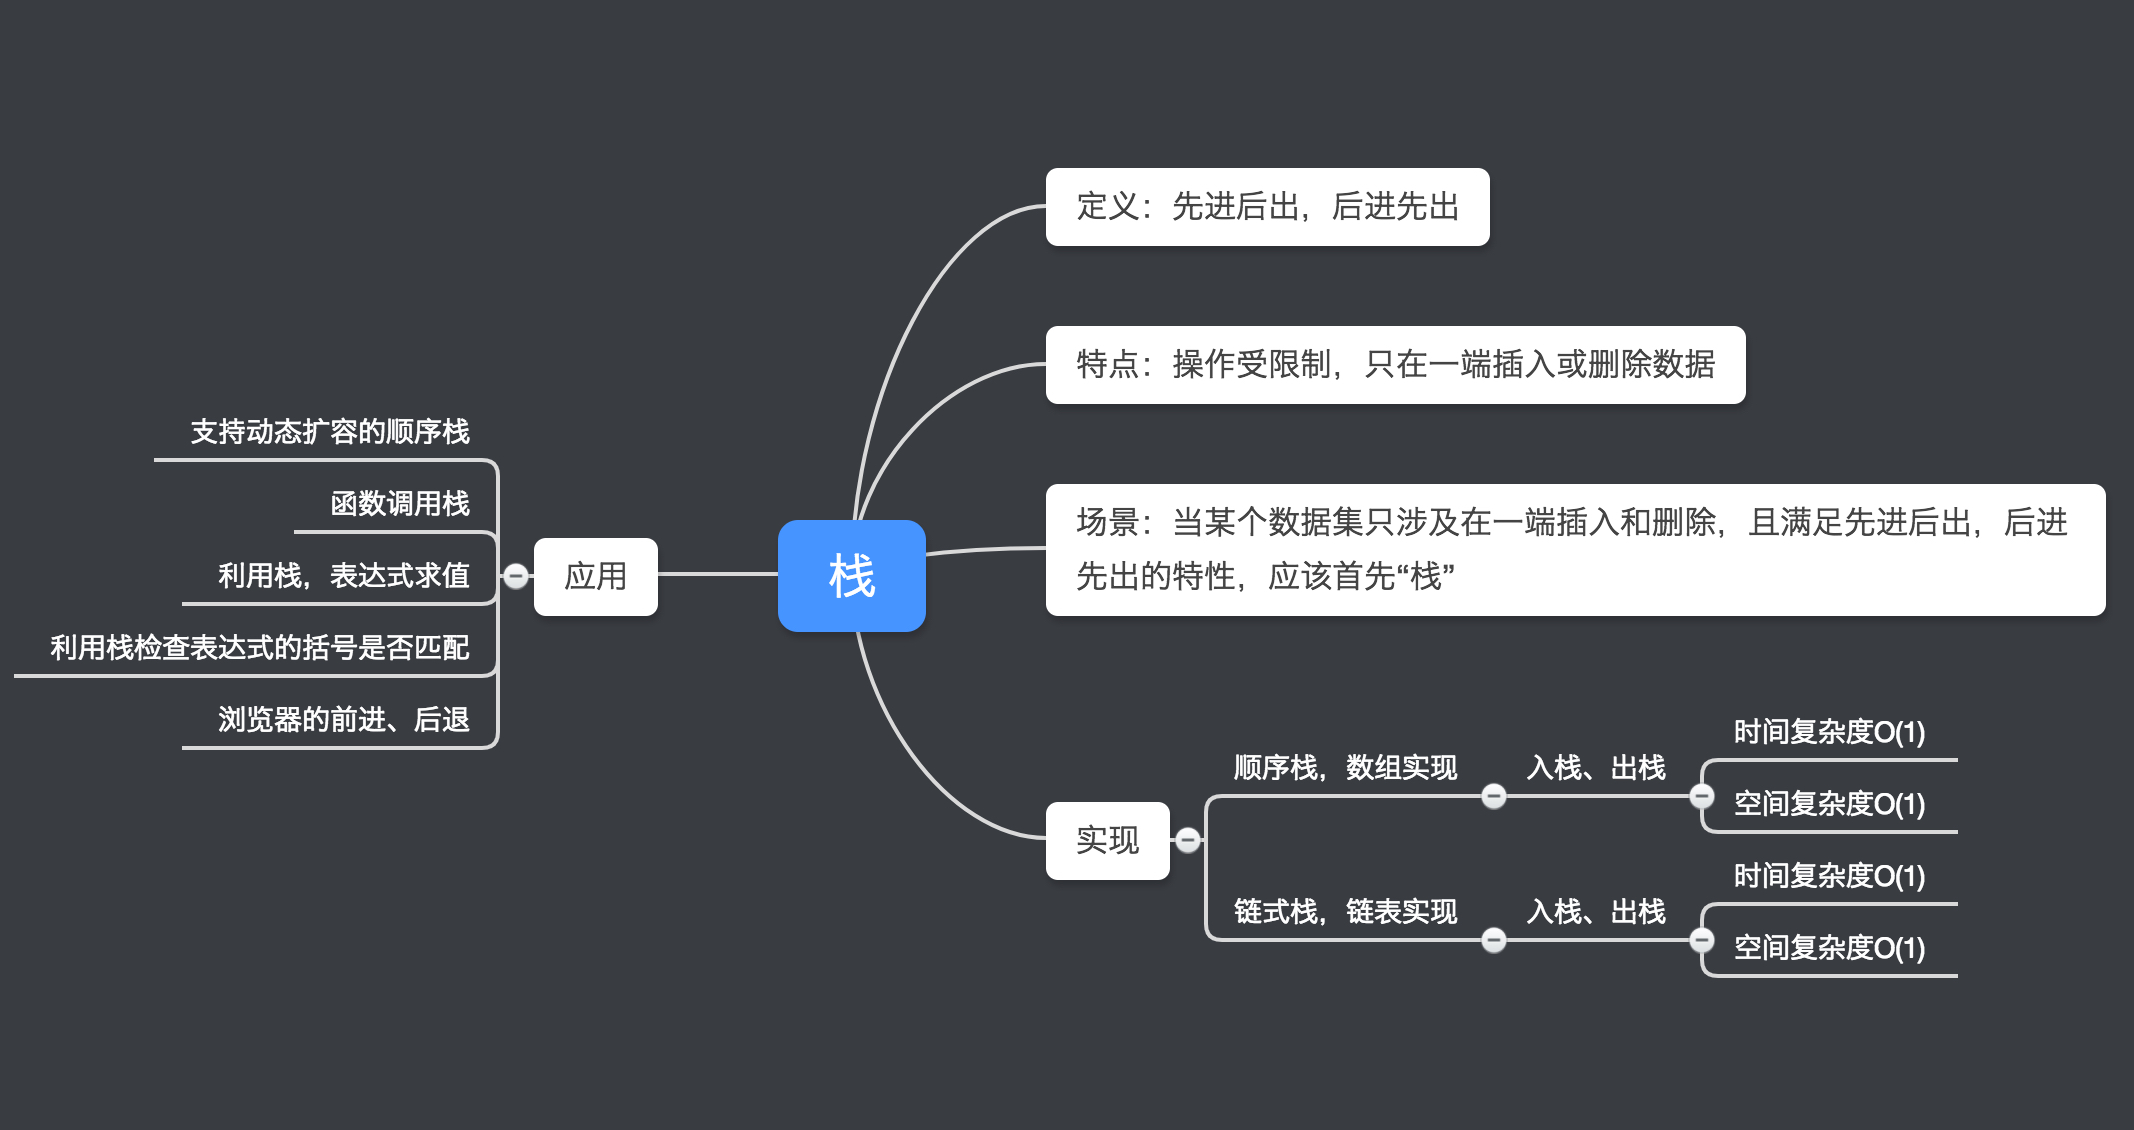 栈
定义：先进后出，后进先出
特点：操作受限制，只在一端插入或删除数据
场景：当某个数据集只涉及在一端插入和删除，且满足先进后出，后进
先出的特性，应该首先“栈”
实现
顺序栈，数组实现
入栈、出栈
时间复杂度O(1)
空间复杂度O(1)
链式栈，链表实现
入栈、出栈
时间复杂度O(1)
空间复杂度O(1)
应用
支持动态扩容的顺序栈
函数调用栈
利用栈，表达式求值
利用栈检查表达式的括号是否匹配
浏览器的前进、后退